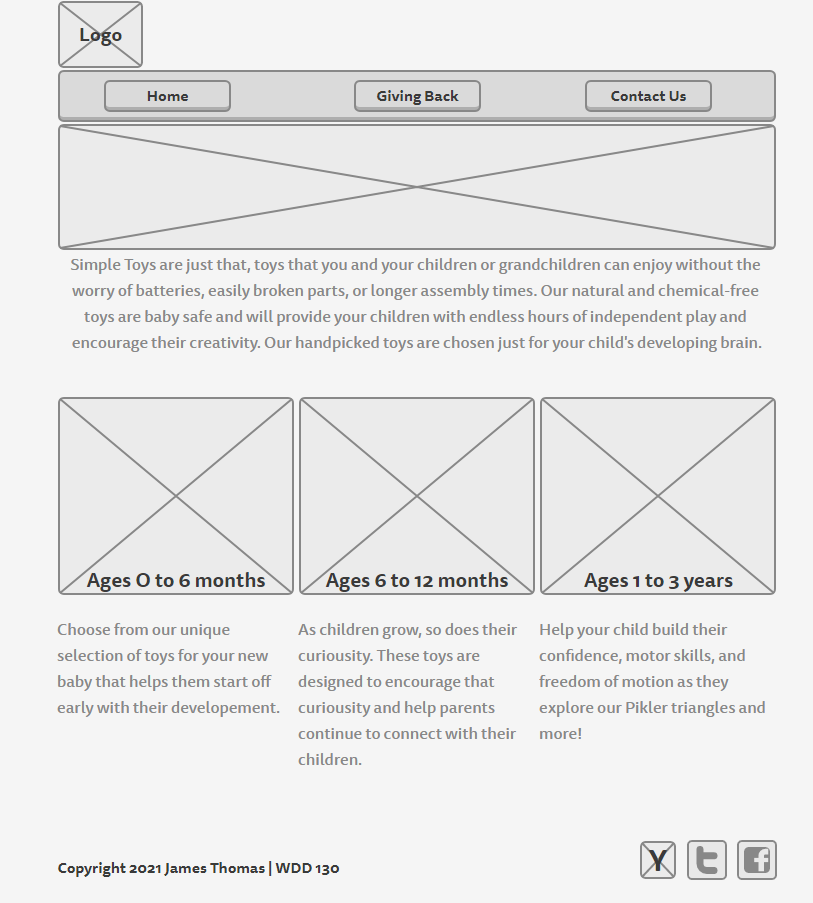 Logo
Home Giving Back Contact Us
Simple Toys are just that, toys that you and your children or grandchildren can enjoy without the
worry of batteries, easily broken parts, or longer assembly times. Our natural and chemical-free
toys are baby safe and will provide your children with endless hours of independent play and
encourage their creativity. Our handpicked toys are chosen just for your child's developing brain.
Ages O to 6 months
Choose from our unique
selection of toys for your new
baby that helps them start off
early with their developement.
Ages 6 to 12 months
As children grow, so does their
curiousity. These toys are
designed to encourage that
curiousity and help parents
continue to connect with their
children.
Ages 1 to 3 years
Help your child build their
confidence, motor skills, and
freedom of motion as they
explore our Pikler triangles and
more!
Copyright 2021 James Thomas | WDD 130
Y t f